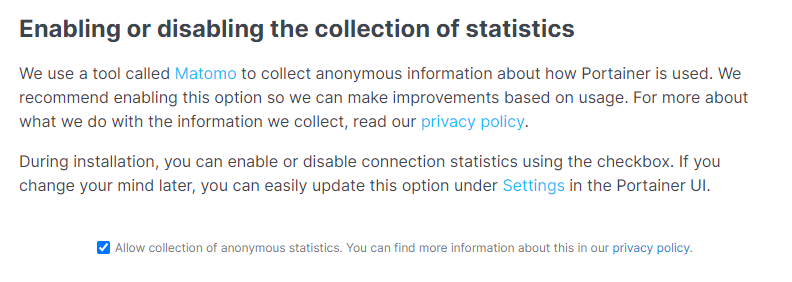 Enabling or disabling the collection of statistics
We use a tool called Matomo to collect anonymous information about how Portainer is used. We
recommend enabling this option so we can make improvements based on usage. For more about
what we do with the information we collect, read our privacy policy.
During installation, you can enable or disable connection statistics using the checkbox. If you
change your mind later, you can easily update this option under Settings in the Portainer UI.
Allow collection of anonymous statistics. You can find more information about this in our privacy policy.